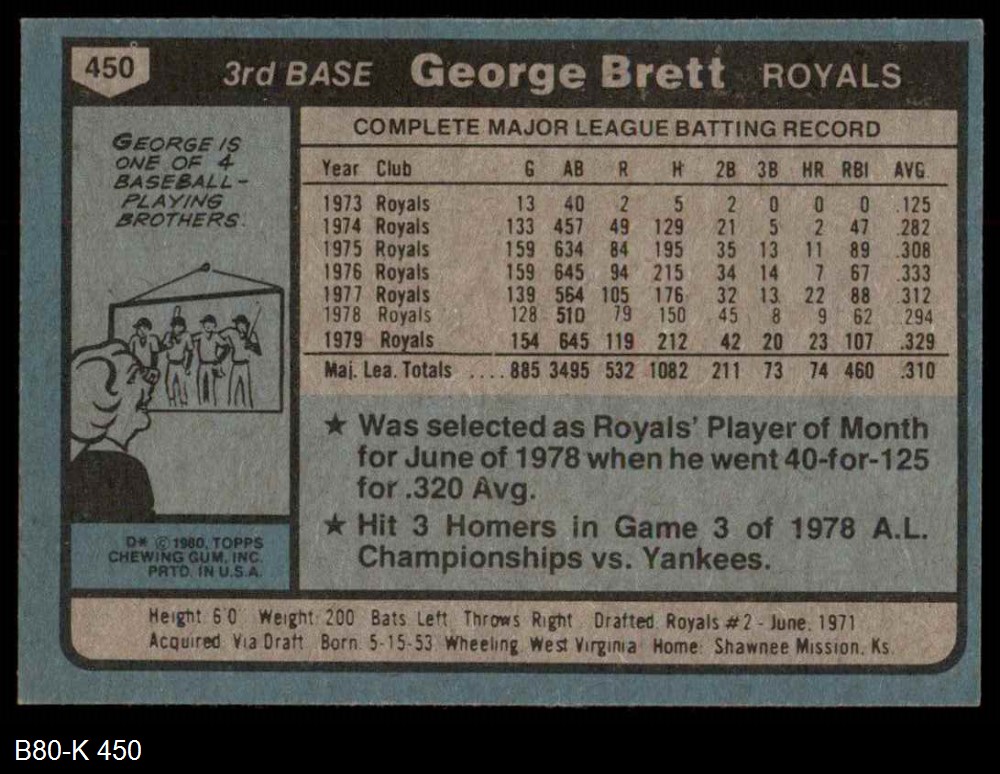 450 3rd BASE George Brett ROYALS
GEORGE IS
ONE OF 4
BASEBALL-
PLAYING
BROTHERS.
D* © 1980, TOPPS
CHEWING GUM, INC.
PRTD. IN U.S.A.
COMPLETE MAJOR LEAGUE BATTING RECORD
Year Club G AB R H 2B 3B HR RBI AVG.
1973 Royals 13 40 2 5 2 0 0 0 .125
1974 Royals 133 457 49 129 21 5 2 47 .282
1975 Royals 159 634 84 195 35 13 11 89 .308
1976 Royals 159 645 94 215 34 14 7 67 .333
1977 Royals 139 564 105 176 32 13 22 88 .312
1978 Royals 128 510 79 150 45 8 9 62 .294
1979 Royals 154 645 119 212 42 20 23 107 .329
Maj. Lea. Totals ....885 3495 532 1082 211 73 74 460 .310
★ Was selected as Royals' Player of Month
for June of 1978 when he went 40-for-125
for .320 Avg.
★ Hit 3 Homers in Game 3 of 1978 A.L.
Championships vs. Yankees.
Height: 6'0" Weight: 200 Bats: Left Throws: Right Drafted: Royals #2 - June, 1971
Acquired: Via Draft Born: 5-15-53 Wheeling, West Virginia Home: Shawnee Mission, Ks.
B80-K 450